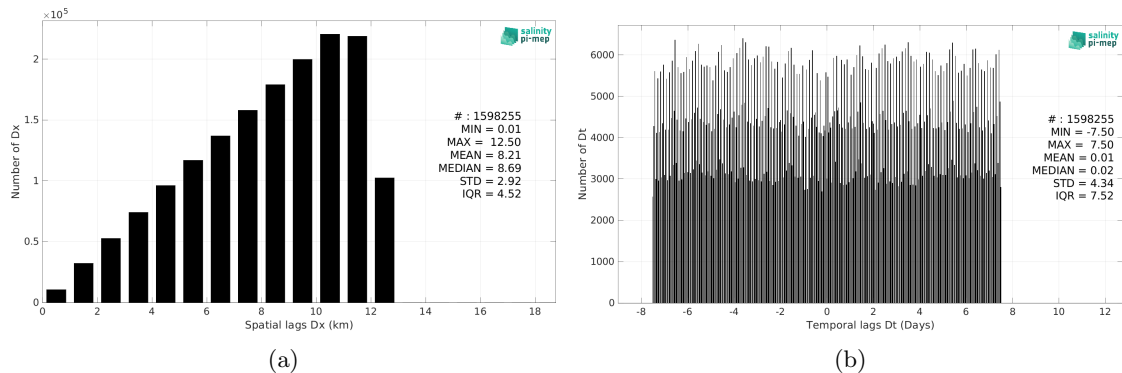 ×10^5
salinity
pi-mep
Number of Dx
2
1.5
1
0.5
0
# : 1598255
MIN = 0.01
MAX = 12.50
MEAN = 8.21
MEDIAN = 8.69
STD = 2.92
IQR = 4.52
0 2 4 6 8 10 12 14 16 18
Spatial lags Dx (km)
(a)
salinity
pi-mep
Number of Dt
6000
5000
4000
3000
2000
1000
0
# : 1598255
MIN = -7.50
MAX = 7.50
MEAN = 0.01
MEDIAN = 0.02
STD = 4.34
IQR = 7.52
-8 -6 -4 -2 0 2 4 6 8 10 12
Temporal lags Dt (Days)
(b)